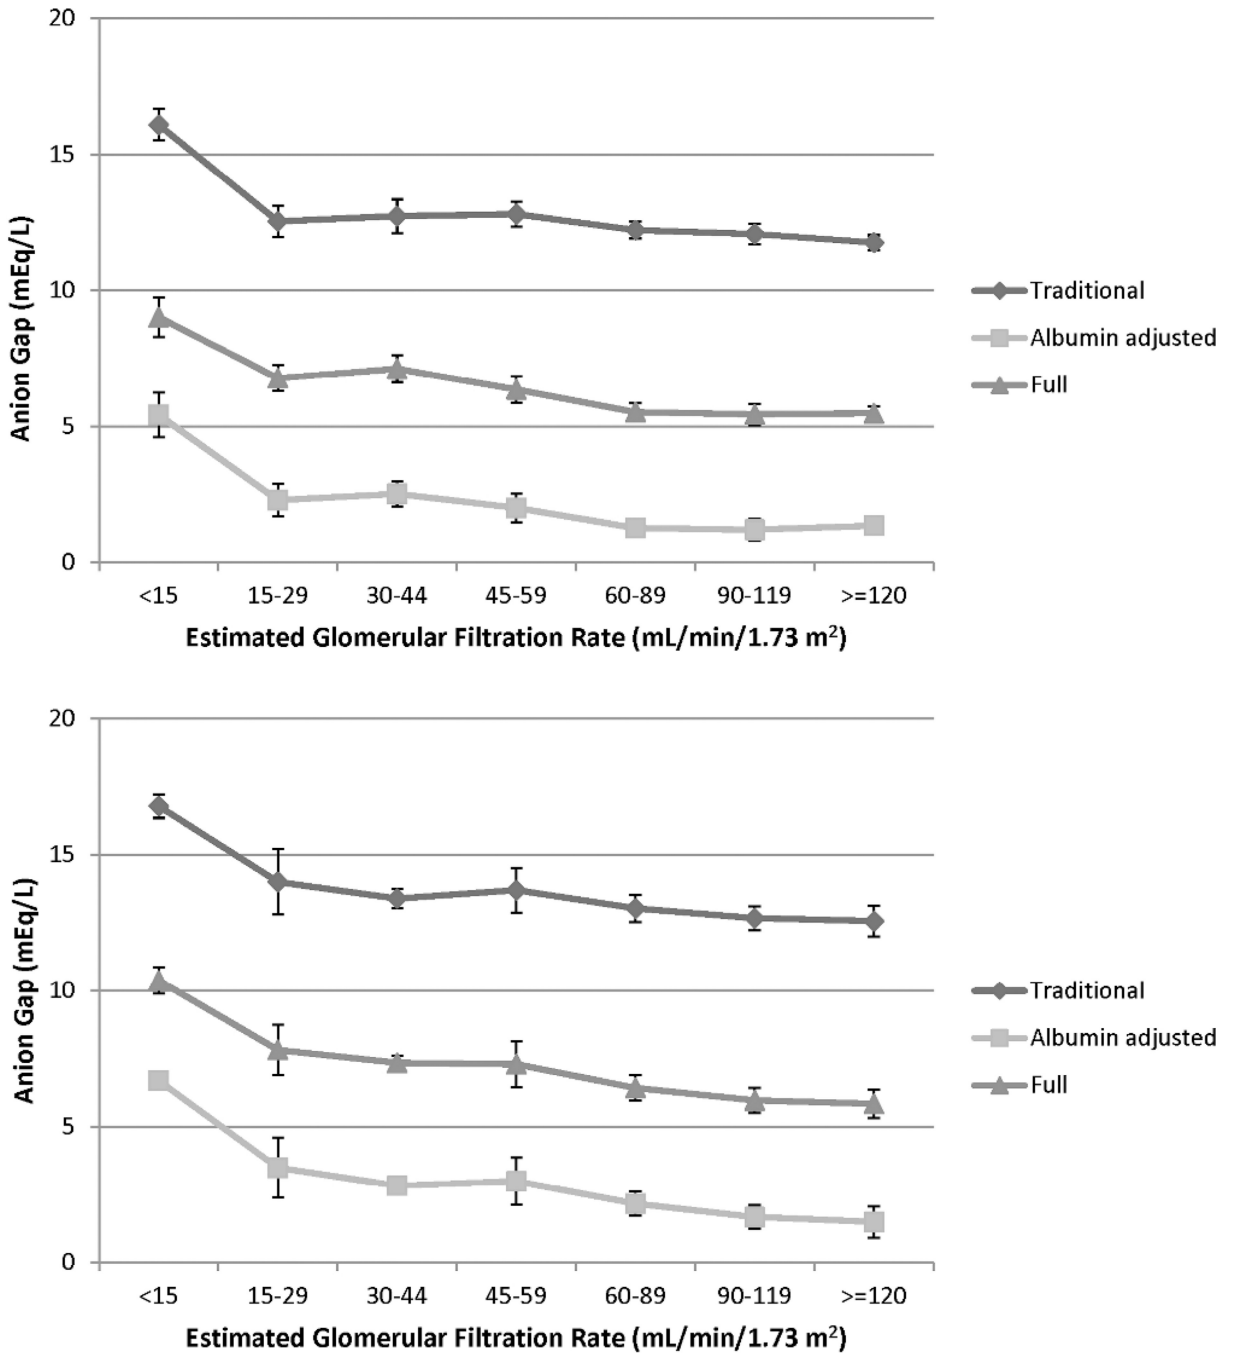 20
15
10
5
0
Anion Gap (mEq/L)
<15 15-29 30-44 45-59 60-89 90-119 >=120
Estimated Glomerular Filtration Rate (mL/min/1.73 m²)
Traditional
Albumin adjusted
Full
20
15
10
5
0
Anion Gap (mEq/L)
<15 15-29 30-44 45-59 60-89 90-119 >=120
Estimated Glomerular Filtration Rate (mL/min/1.73 m²)
Traditional
Albumin adjusted
Full